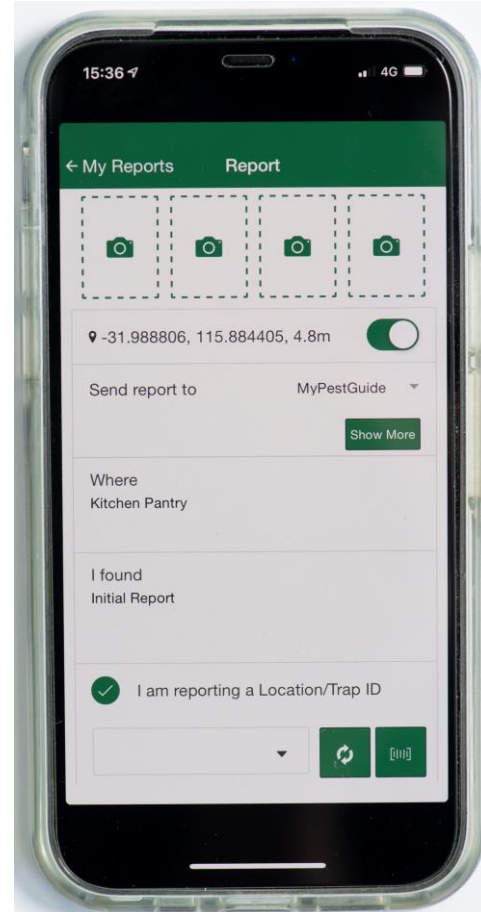 15:36
4G
← My Reports Report
-31.988806, 115.884405, 4.8m
Send report to MyPestGuide
Show More
Where
Kitchen Pantry
I found
Initial Report
I am reporting a Location/Trap ID